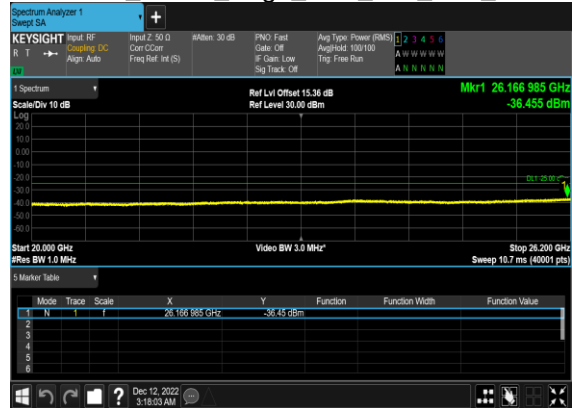 Spectrum Analyzer 1
Swept SA
+
KEYSIGHT
R T
Input: RF
Coupling: DC
Align: Auto
Input Z: 50 Ω
Corr CCorr
Freq Ref: Int (S)
#Atten: 30 dB
PNO: Fast
Gate: Off
IF Gain: Low
Sig Track: Off
Avg Type: Power (RMS)
Avg|Hold: 100/100
Trig: Free Run
1 2 3 4 5 6
A W W W W W
A N N N N N
1 Spectrum
Scale/Div 10 dB
Ref Lvl Offset 15.36 dB
Ref Level 30.00 dBm
Mkr1 26.166 985 GHz
-36.455 dBm
Log
20.0
10.0
0.00
-10.0
-20.0
-30.0
-40.0
-50.0
-60.0
1
Start 20.000 GHz
#Res BW 1.0 MHz
Video BW 3.0 MHz*
Stop 26.200 GHz
Sweep 10.7 ms (40001 pts)
5 Marker Table
Mode Trace Scale X Y Function Function Width Function Value
1 N 1 f 26.166 985 GHz -36.45 dBm
2
3
4
5
6
?
Dec 12, 2022
3:18:03 AM